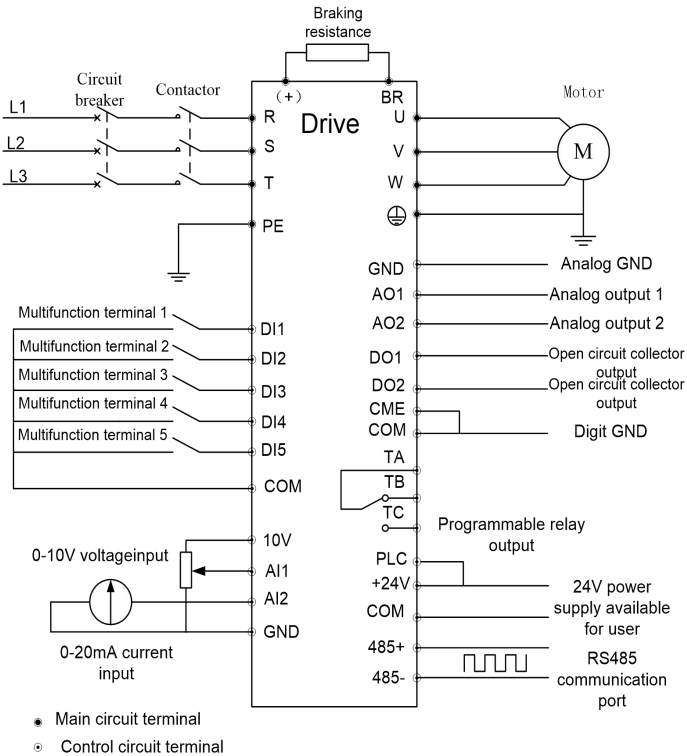 Braking
resistance
Circuit
breaker
Contactor
Motor
(+)
BR
L1
R
Drive
U
L2
S
V
M
L3
T
W
PE
GND
Analog GND
AO1
Analog output 1
Multifunction terminal 1
DI1
AO2
Analog output 2
Multifunction terminal 2
DI2
DO1
Open circuit collector
output
Multifunction terminal 3
DI3
DO2
Open circuit collector
output
Multifunction terminal 4
DI4
CME
Multifunction terminal 5
DI5
COM
Digit GND
TA
COM
TB
TC
Programmable relay
output
10V
0-10V voltageinput
AI1
PLC
+24V
24V power
supply available
for user
AI2
COM
GND
0-20mA current
input
485+
RS485
communication
port
485-
Main circuit terminal
Control circuit terminal